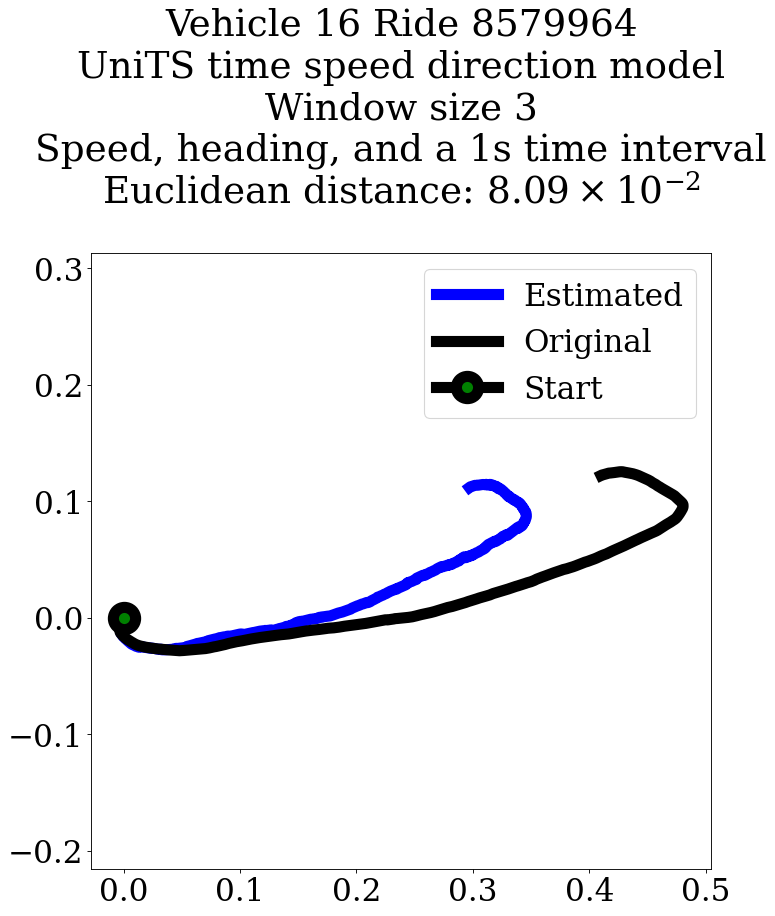 Vehicle 16 Ride 8579964
UniTS time speed direction model
Window size 3
Speed, heading, and a 1s time interval
Euclidean distance: 8.09 × 10⁻²
Estimated
Original
Start
0.3
0.2
0.1
0.0
−0.1
−0.2
0.0 0.1 0.2 0.3 0.4 0.5